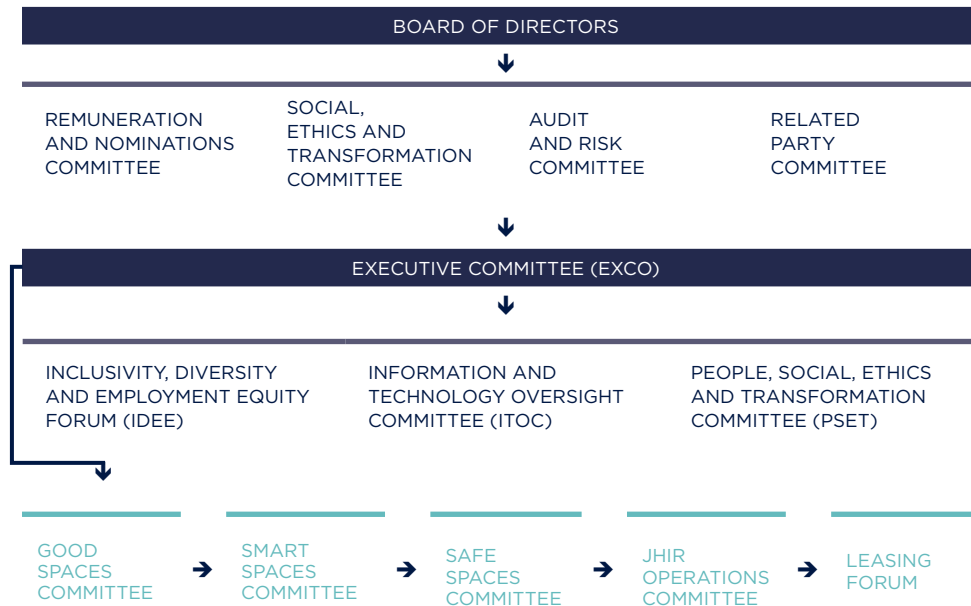 BOARD OF DIRECTORS
REMUNERATION
AND NOMINATIONS
COMMITTEE
SOCIAL,
ETHICS AND
TRANSFORMATION
COMMITTEE
AUDIT
AND RISK
COMMITTEE
RELATED
PARTY
COMMITTEE
EXECUTIVE COMMITTEE (EXCO)
INCLUSIVITY, DIVERSITY
AND EMPLOYMENT EQUITY
FORUM (IDEE)
INFORMATION AND
TECHNOLOGY OVERSIGHT
COMMITTEE (ITOC)
PEOPLE, SOCIAL, ETHICS
AND TRANSFORMATION
COMMITTEE (PSET)
GOOD
SPACES
COMMITTEE
SMART
SPACES
COMMITTEE
SAFE
SPACES
COMMITTEE
JHIR
OPERATIONS
COMMITTEE
LEASING
FORUM